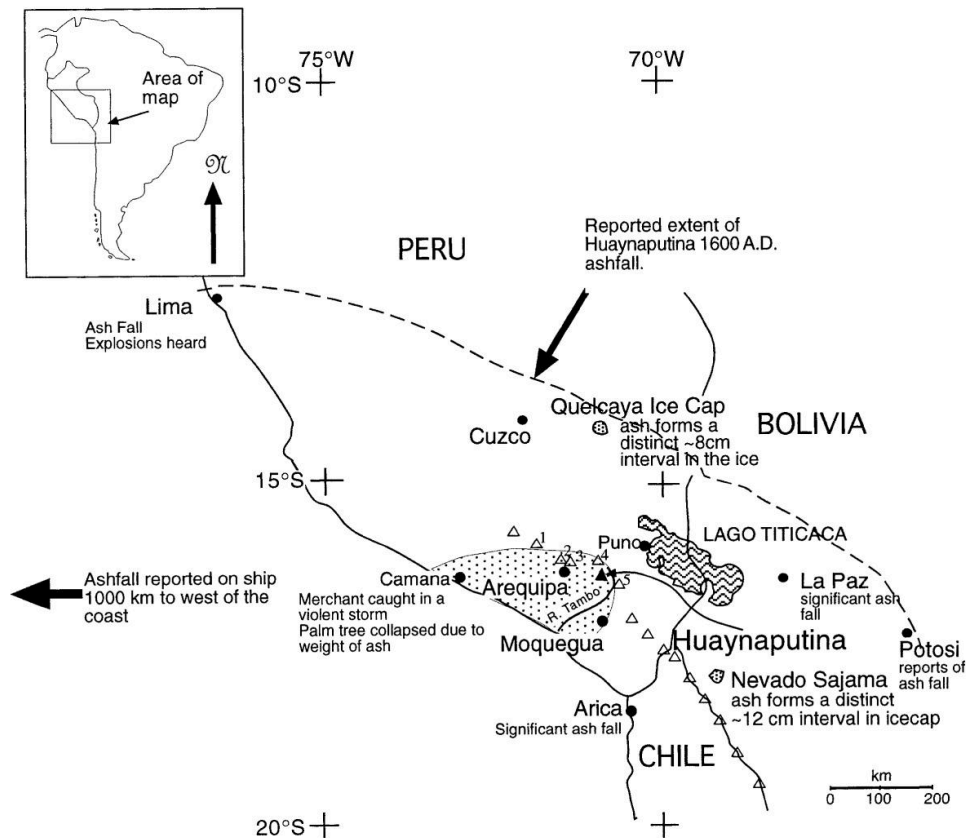 75°W
70°W
10°S
Area of
map
N
Reported extent of
Huaynaputina 1600 A.D.
ashfall.
PERU
Lima
Ash Fall
Explosions heard
Quelcaya Ice Cap
ash forms a
distinct ~8cm
interval in the ice
BOLIVIA
Cuzco
15°S
LAGO TITICACA
Puno
1
2
3
4
5
Ashfall reported on ship
1000 km to west of the
coast
Camana
Arequipa
R. Tambo
La Paz
significant ash
fall
Merchant caught in a
violent storm
Palm tree collapsed due to
weight of ash
Moquegua
Huaynaputina
Potosi
reports of
ash fall
Nevado Sajama
ash forms a distinct
~12 cm interval in icecap
Arica
Significant ash fall
CHILE
km
0 100 200
20°S